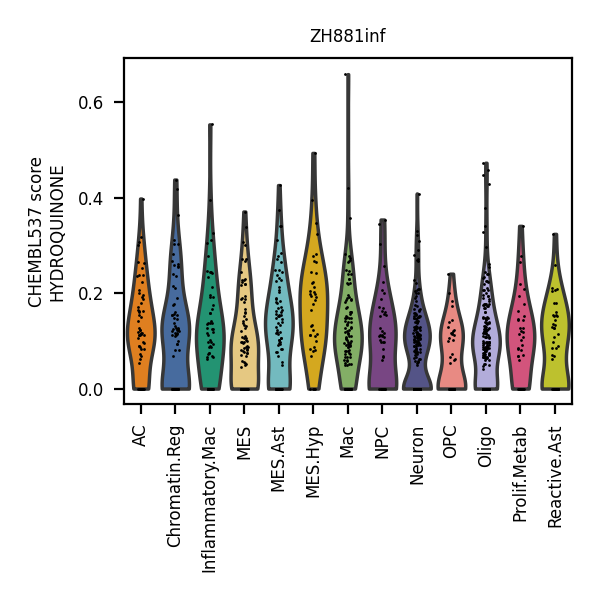 ZH881inf
CHEMBL537 score
HYDROQUINONE
0.6
0.4
0.2
0.0
AC
Chromatin.Reg
Inflammatory.Mac
MES
MES.Ast
MES.Hyp
Mac
NPC
Neuron
OPC
Oligo
Prolif.Metab
Reactive.Ast